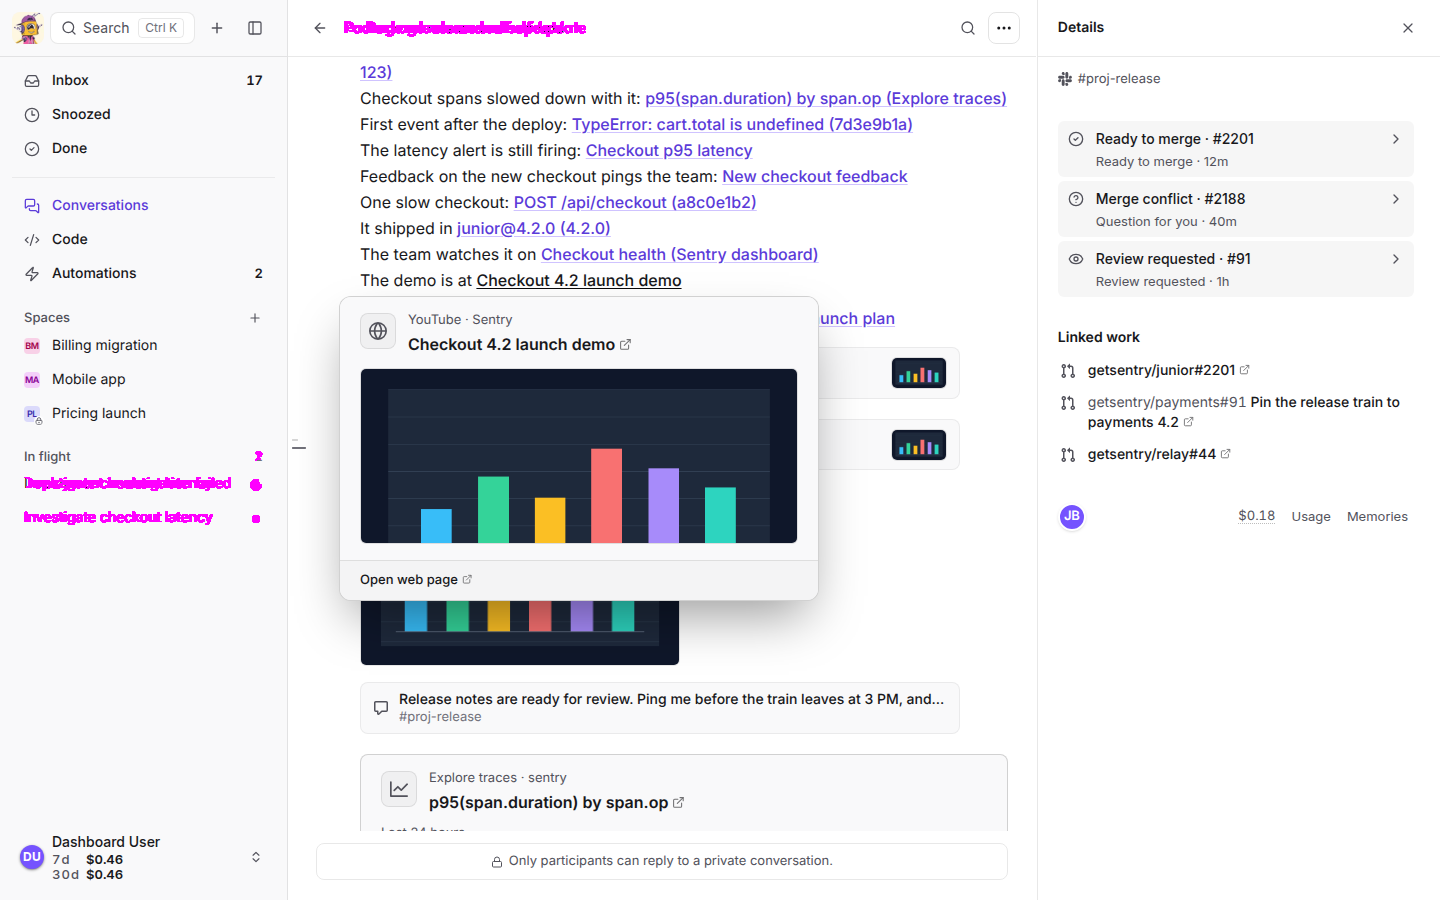 Search Ctrl K
Inbox 17
Snoozed
Done
Conversations
Code
Automations 2
Spaces
BM Billing migration
MA Mobile app
PL Pricing launch
In flight
Investigate checkout latency
DU Dashboard User
7d $0.46
30d $0.46
123)
Checkout spans slowed down with it: p95(span.duration) by span.op (Explore traces)
First event after the deploy: TypeError: cart.total is undefined (7d3e9b1a)
The latency alert is still firing: Checkout p95 latency
Feedback on the new checkout pings the team: New checkout feedback
One slow checkout: POST /api/checkout (a8c0e1b2)
It shipped in junior@4.2.0 (4.2.0)
The team watches it on Checkout health (Sentry dashboard)
The demo is at Checkout 4.2 launch demo
unch plan
YouTube · Sentry
Checkout 4.2 launch demo
Open web page
Release notes are ready for review. Ping me before the train leaves at 3 PM, and...
#proj-release
Explore traces · sentry
p95(span.duration) by span.op
Last 24 hours
Only participants can reply to a private conversation.
Details
#proj-release
Ready to merge · #2201
Ready to merge · 12m
Merge conflict · #2188
Question for you · 40m
Review requested · #91
Review requested · 1h
Linked work
getsentry/junior#2201
getsentry/payments#91 Pin the release train to
payments 4.2
getsentry/relay#44
JB $0.18 Usage Memories